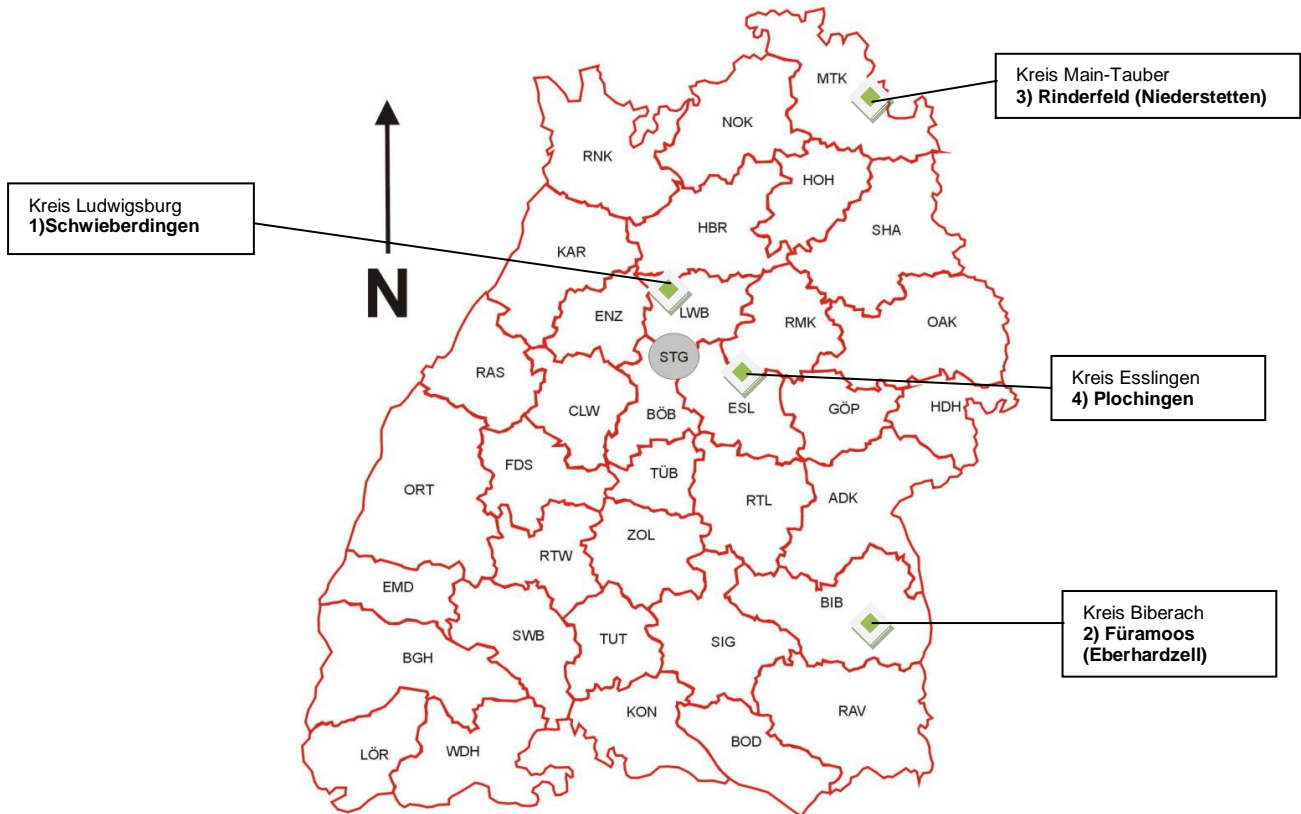 Kreis Main-Tauber
3) Rinderfeld (Niederstetten)
MTK
NOK
RNK
HOH
Kreis Ludwigsburg
1)Schwieberdingen
HBR
SHA
KAR
N
LWB
ENZ
RMK
OAK
STG
RAS
Kreis Esslingen
4) Plochingen
CLW
BÖB
ESL
GÖP
HDH
FDS
TÜB
ORT
RTL
ADK
ZOL
RTW
EMD
BIB
Kreis Biberach
2) Füramoos
(Eberhardzell)
SWB
TUT
SIG
BGH
KON
RAV
BOD
LÖR
WDH